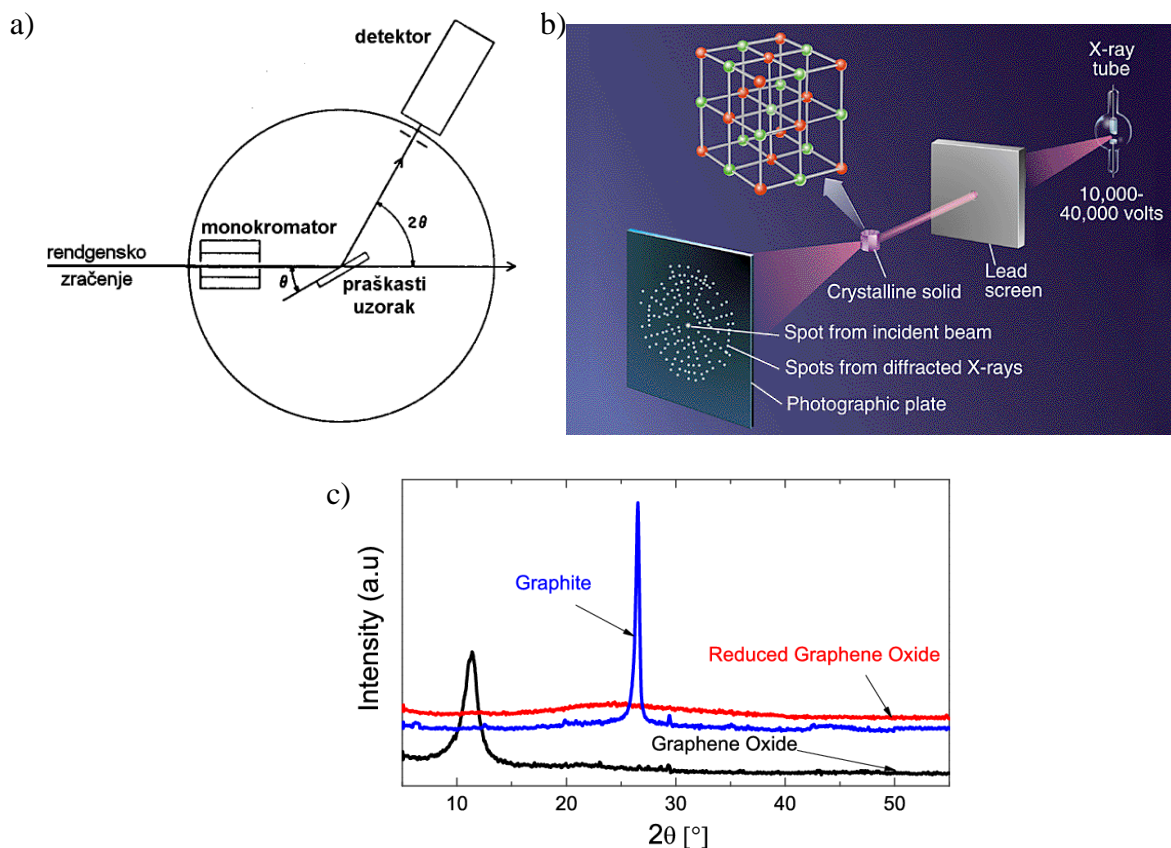 a)
detektor
monokromator
2θ
rendgensko
zračenje
θ
praškasti
uzorak
b)
X-ray
tube
10,000-
40,000 volts
Lead
screen
Crystalline solid
Spot from incident beam
Spots from diffracted X-rays
Photographic plate
c)
Intensity (a.u)
Graphite
Reduced Graphene Oxide
Graphene Oxide
10
20
30
40
50
2θ [°]